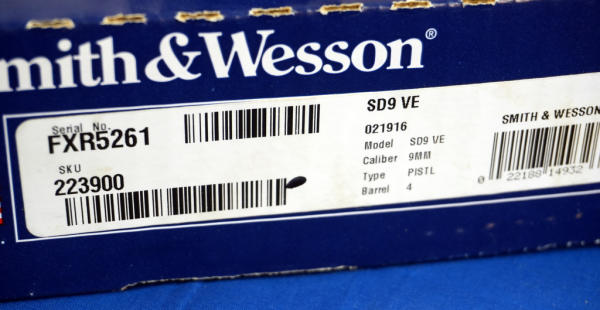 mith & Wesson®
Serial No.
FXR5261
SKU
223900
SD9 VE
021916
Model SD9 VE
Caliber 9MM
Type PISTL
Barrel 4
SMITH & WESSON
0 22188 14932